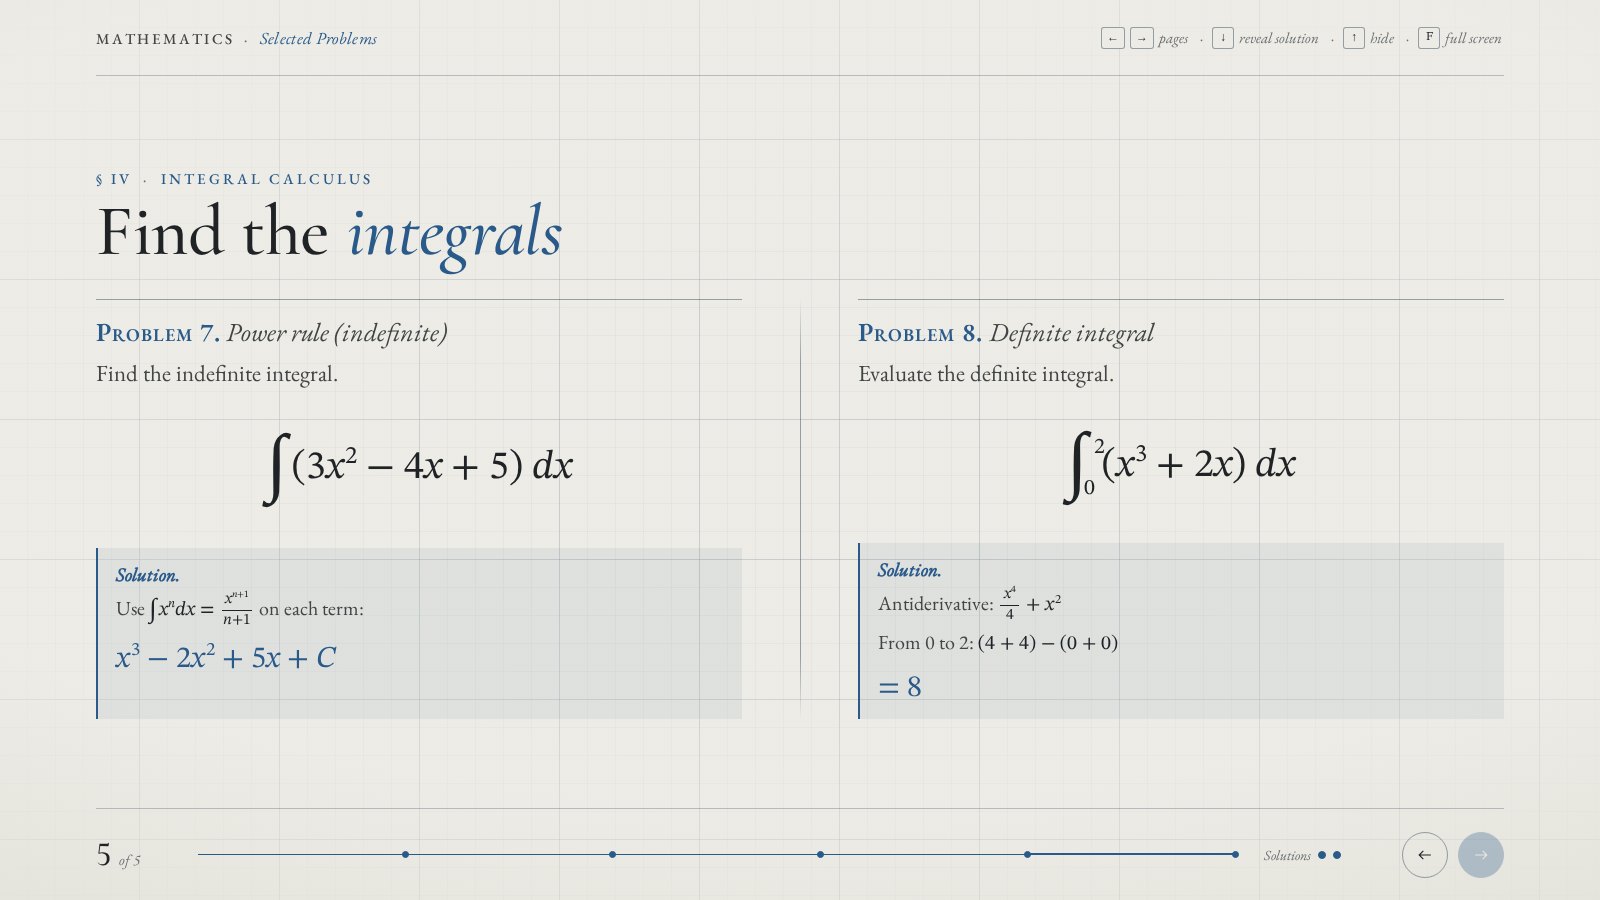 MATHEMATICS · Selected Problems
← → pages · ↓ reveal solution · ↑ hide · F full screen
§ IV · INTEGRAL CALCULUS
Find the integrals
PROBLEM 7. Power rule (indefinite)
Find the indefinite integral.
∫(3x² − 4x + 5) dx
Solution.
Use ∫xⁿdx = xⁿ⁺¹/n+1 on each term:
x³ − 2x² + 5x + C
PROBLEM 8. Definite integral
Evaluate the definite integral.
∫₀²(x³ + 2x) dx
Solution.
Antiderivative: x⁴/4 + x²
From 0 to 2: (4 + 4) − (0 + 0)
= 8
5 of 5
Solutions
← →